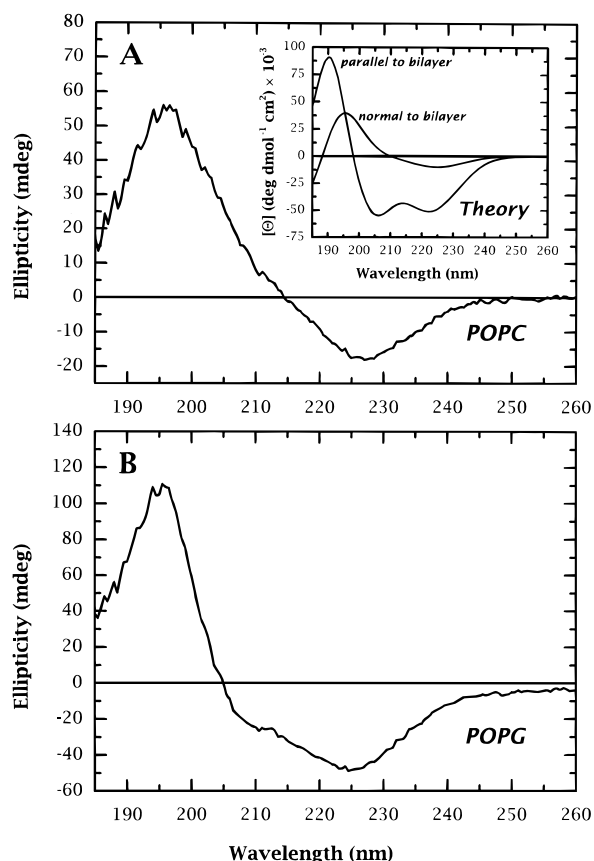 A
80
60
40
20
0
-20
70
50
30
10
-10
Ellipticity (mdeg)
190 200 210 220 230 240 250 260
POPC
100
75
50
25
0
-25
-50
-75
[Θ] (deg dmol⁻¹ cm²) × 10⁻³
parallel to bilayer
normal to bilayer
Theory
190 200 210 220 230 240 250 260
Wavelength (nm)
B
140
120
100
80
60
40
20
0
-20
-40
-60
Ellipticity (mdeg)
POPG
190 200 210 220 230 240 250 260
Wavelength (nm)